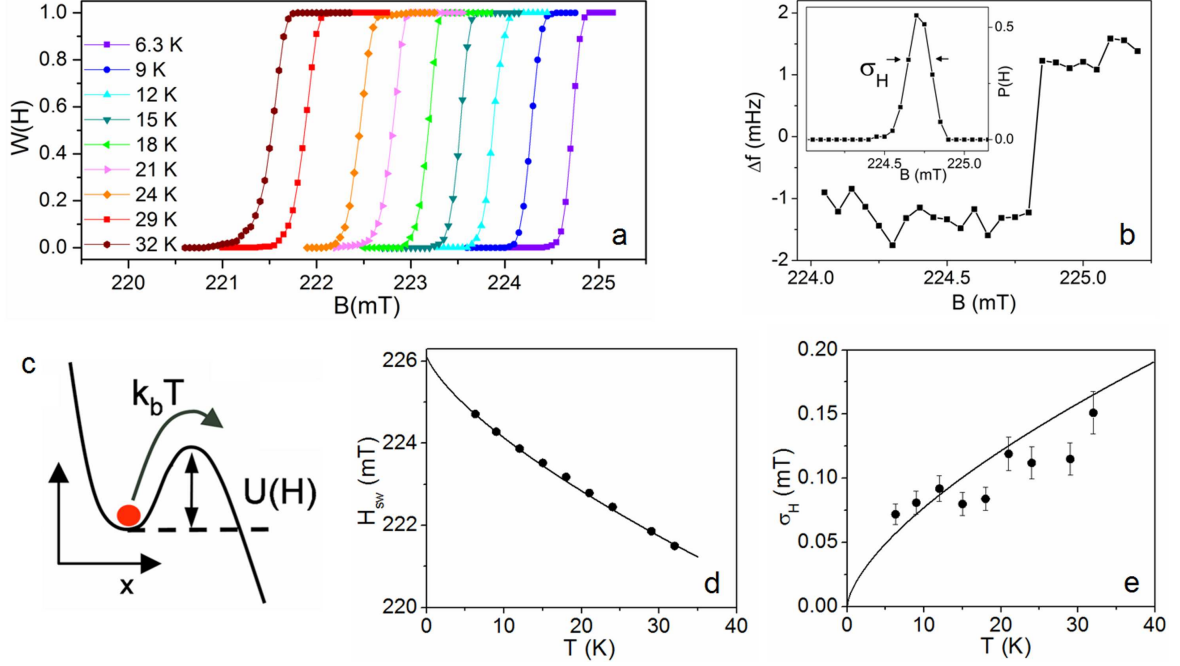 1.0
0.8
0.6
0.4
0.2
0.0
W(H)
6.3 K
9 K
12 K
15 K
18 K
21 K
24 K
29 K
32 K
a
220 221 222 223 224 225
B(mT)
2
1
0
-1
-2
Δf (mHz)
σH
0.5
0.0
P(H)
224.7 225.0
B (mT)
b
224.0 224.5 225.0
B (mT)
c
kbT
U(H)
x
226
224
222
220
Hsw (mT)
d
0 10 20 30 40
T (K)
0.20
0.15
0.10
0.05
0.00
σH (mT)
e
0 10 20 30 40
T (K)